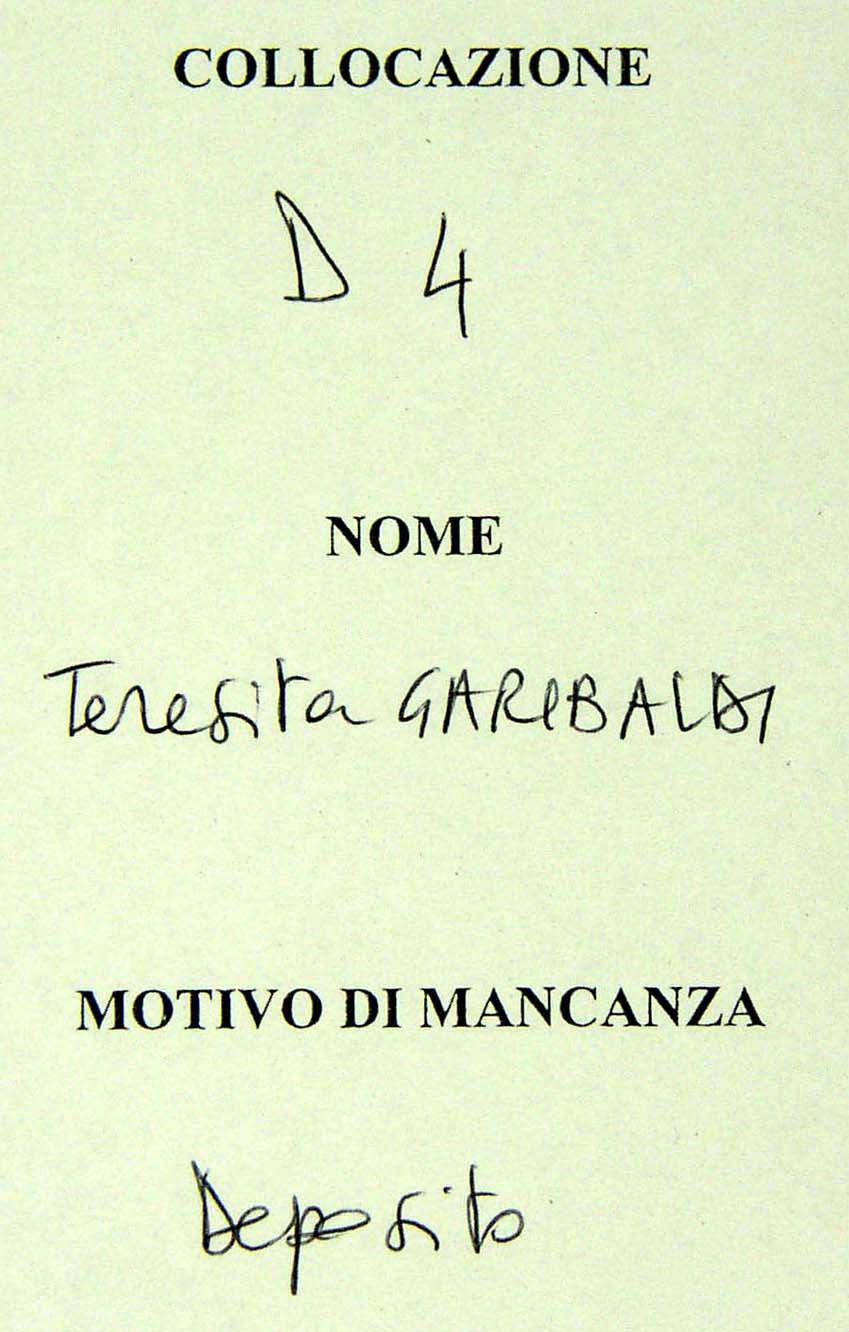 COLLOCAZIONE
D 4
NOME
Teresita GARIBALDI
MOTIVO DI MANCANZA
Deposito